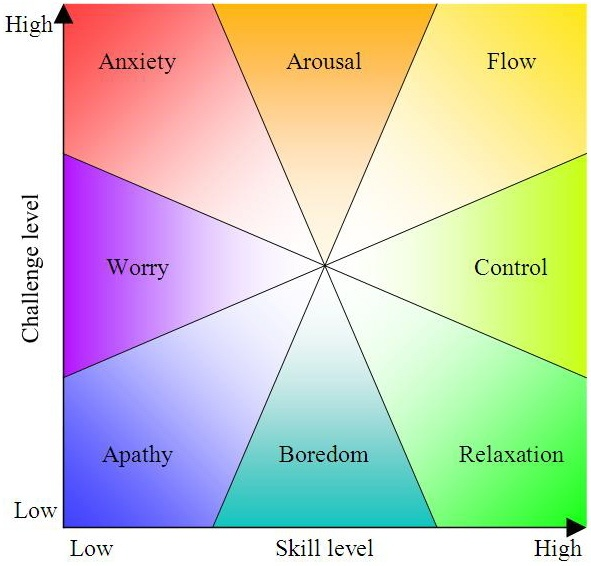 High
Anxiety
Arousal
Flow
Challenge level
Worry
Control
Apathy
Boredom
Relaxation
Low
Low
Skill level
High